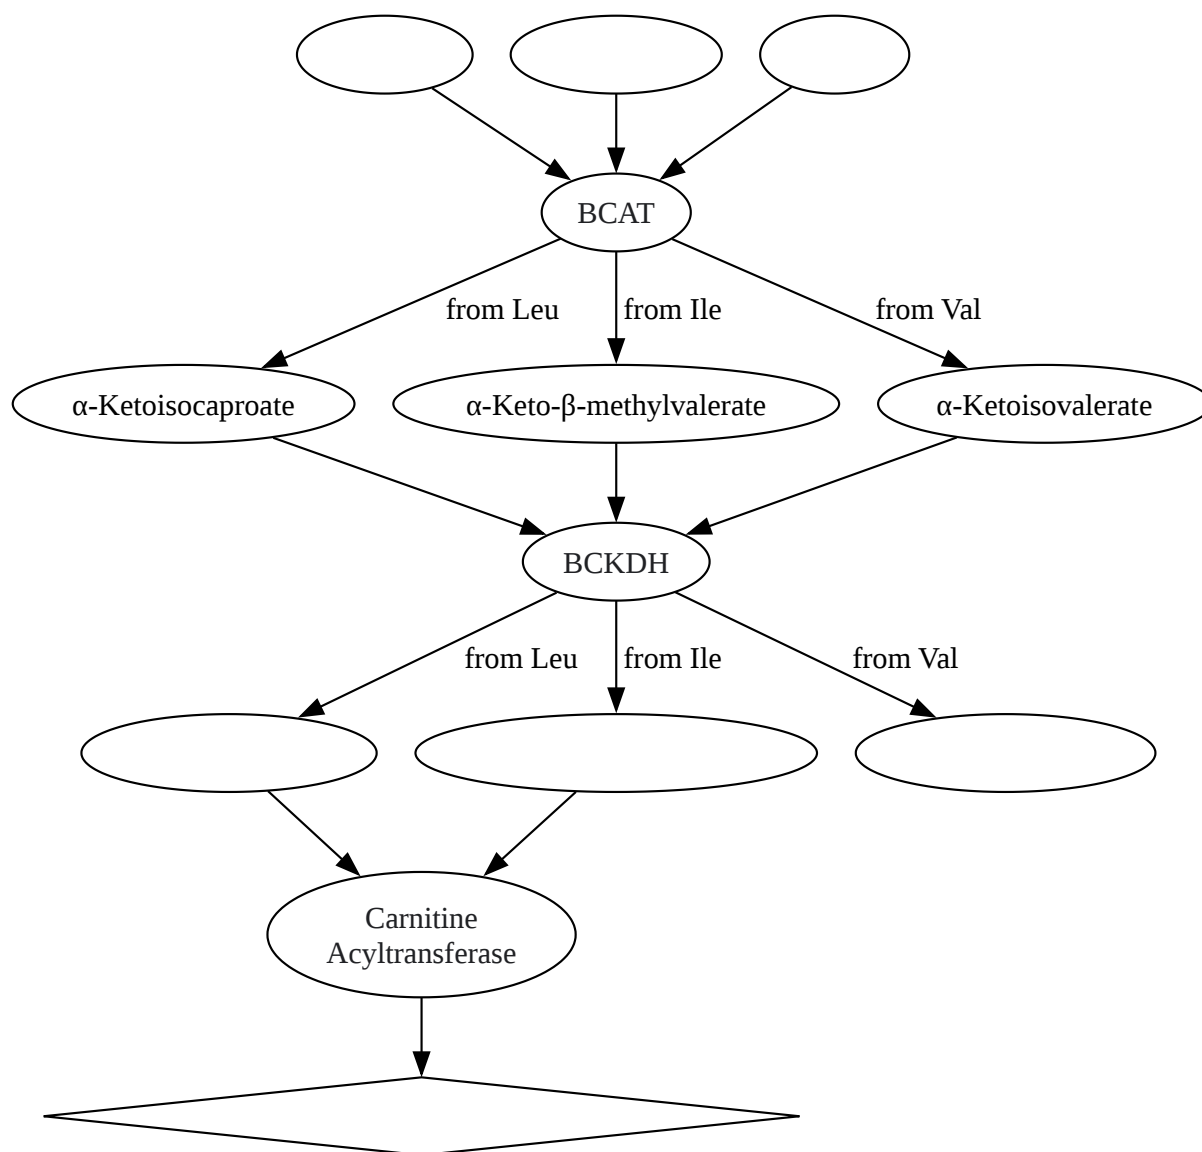 BCAT
from Leu
from Ile
from Val
α-Ketoisocaproate
α-Keto-β-methylvalerate
α-Ketoisovalerate
BCKDH
from Leu
from Ile
from Val
Carnitine
Acyltransferase